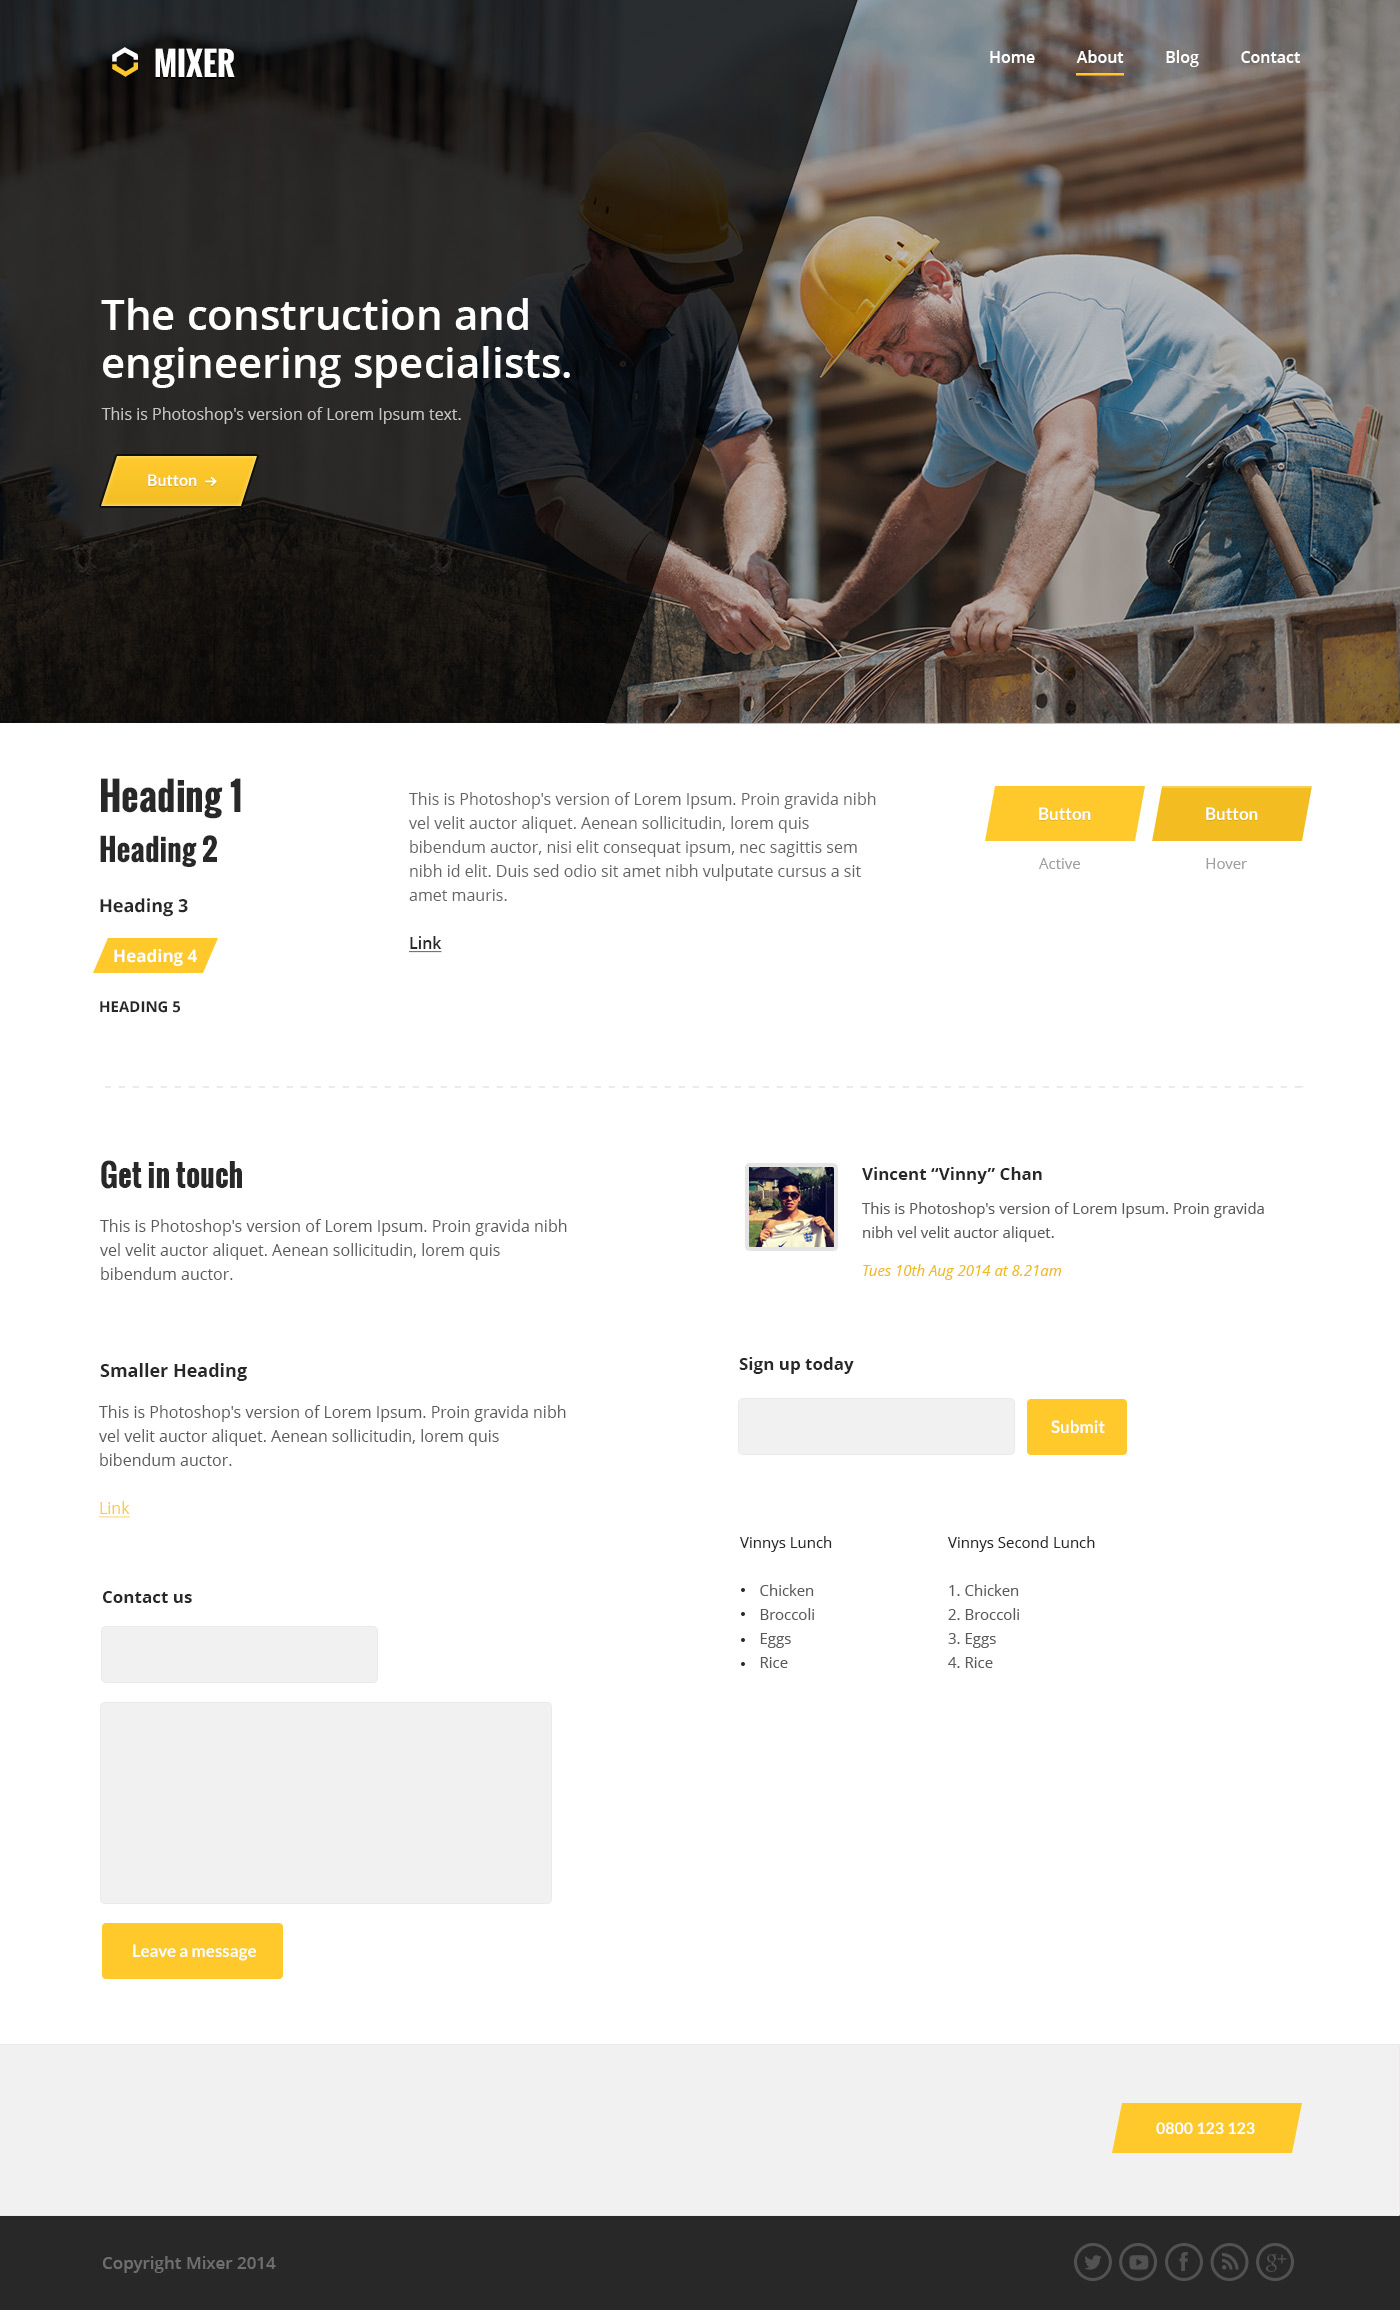 MIXER
Home About Blog Contact
The construction and
engineering specialists.
This is Photoshop's version of Lorem Ipsum text.
Button →
Heading 1
Heading 2
Heading 3
Heading 4
HEADING 5
This is Photoshop's version of Lorem Ipsum. Proin gravida nibh
vel velit auctor aliquet. Aenean sollicitudin, lorem quis
bibendum auctor, nisi elit consequat ipsum, nec sagittis sem
nibh id elit. Duis sed odio sit amet nibh vulputate cursus a sit
amet mauris.
Link
Button
Active
Button
Hover
Get in touch
This is Photoshop's version of Lorem Ipsum. Proin gravida nibh
vel velit auctor aliquet. Aenean sollicitudin, lorem quis
bibendum auctor.
Vincent “Vinny” Chan
This is Photoshop's version of Lorem Ipsum. Proin gravida
nibh vel velit auctor aliquet.
Tues 10th Aug 2014 at 8.21am
Smaller Heading
This is Photoshop's version of Lorem Ipsum. Proin gravida nibh
vel velit auctor aliquet. Aenean sollicitudin, lorem quis
bibendum auctor.
Link
Sign up today
Submit
Vinnys Lunch
• Chicken
• Broccoli
• Eggs
• Rice
Vinnys Second Lunch
1. Chicken
2. Broccoli
3. Eggs
4. Rice
Contact us
Leave a message
0800 123 123
Copyright Mixer 2014